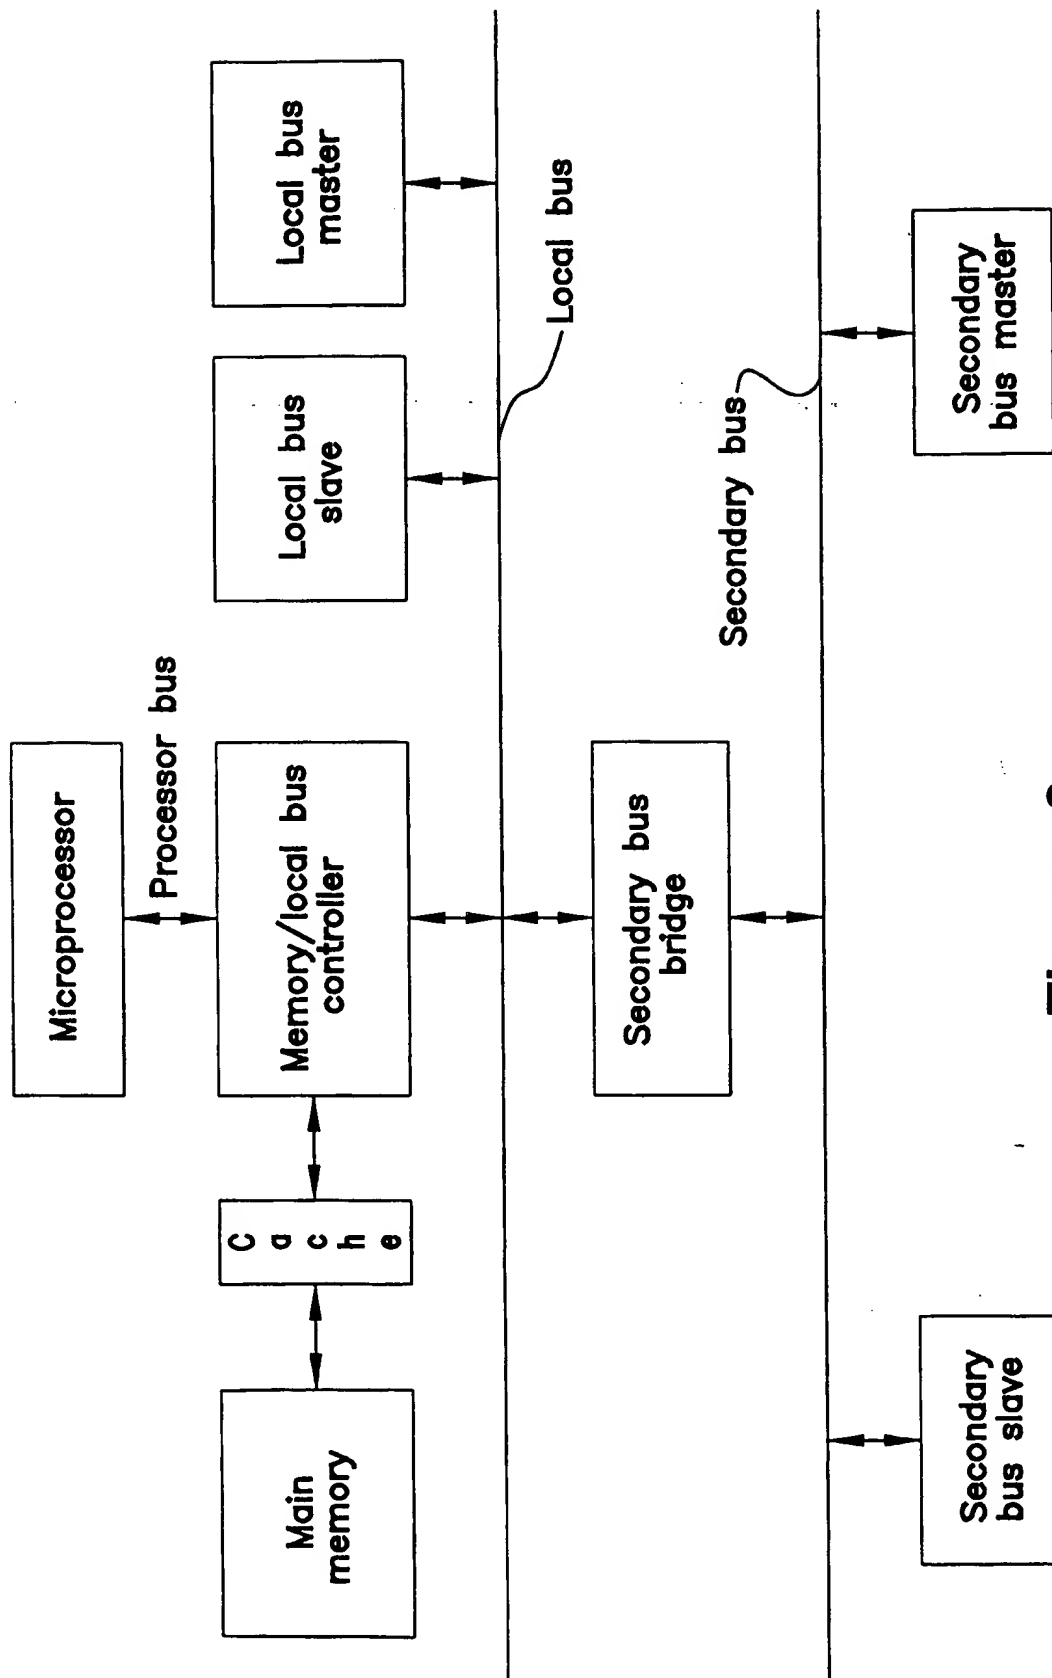 Microprocessor
Processor bus
Main
memory
C
a
c
h
e
Memory/local bus
controller
Local bus
slave
Local bus
master
Local bus
Secondary bus
bridge
Secondary bus
Secondary
bus slave
Secondary
bus master